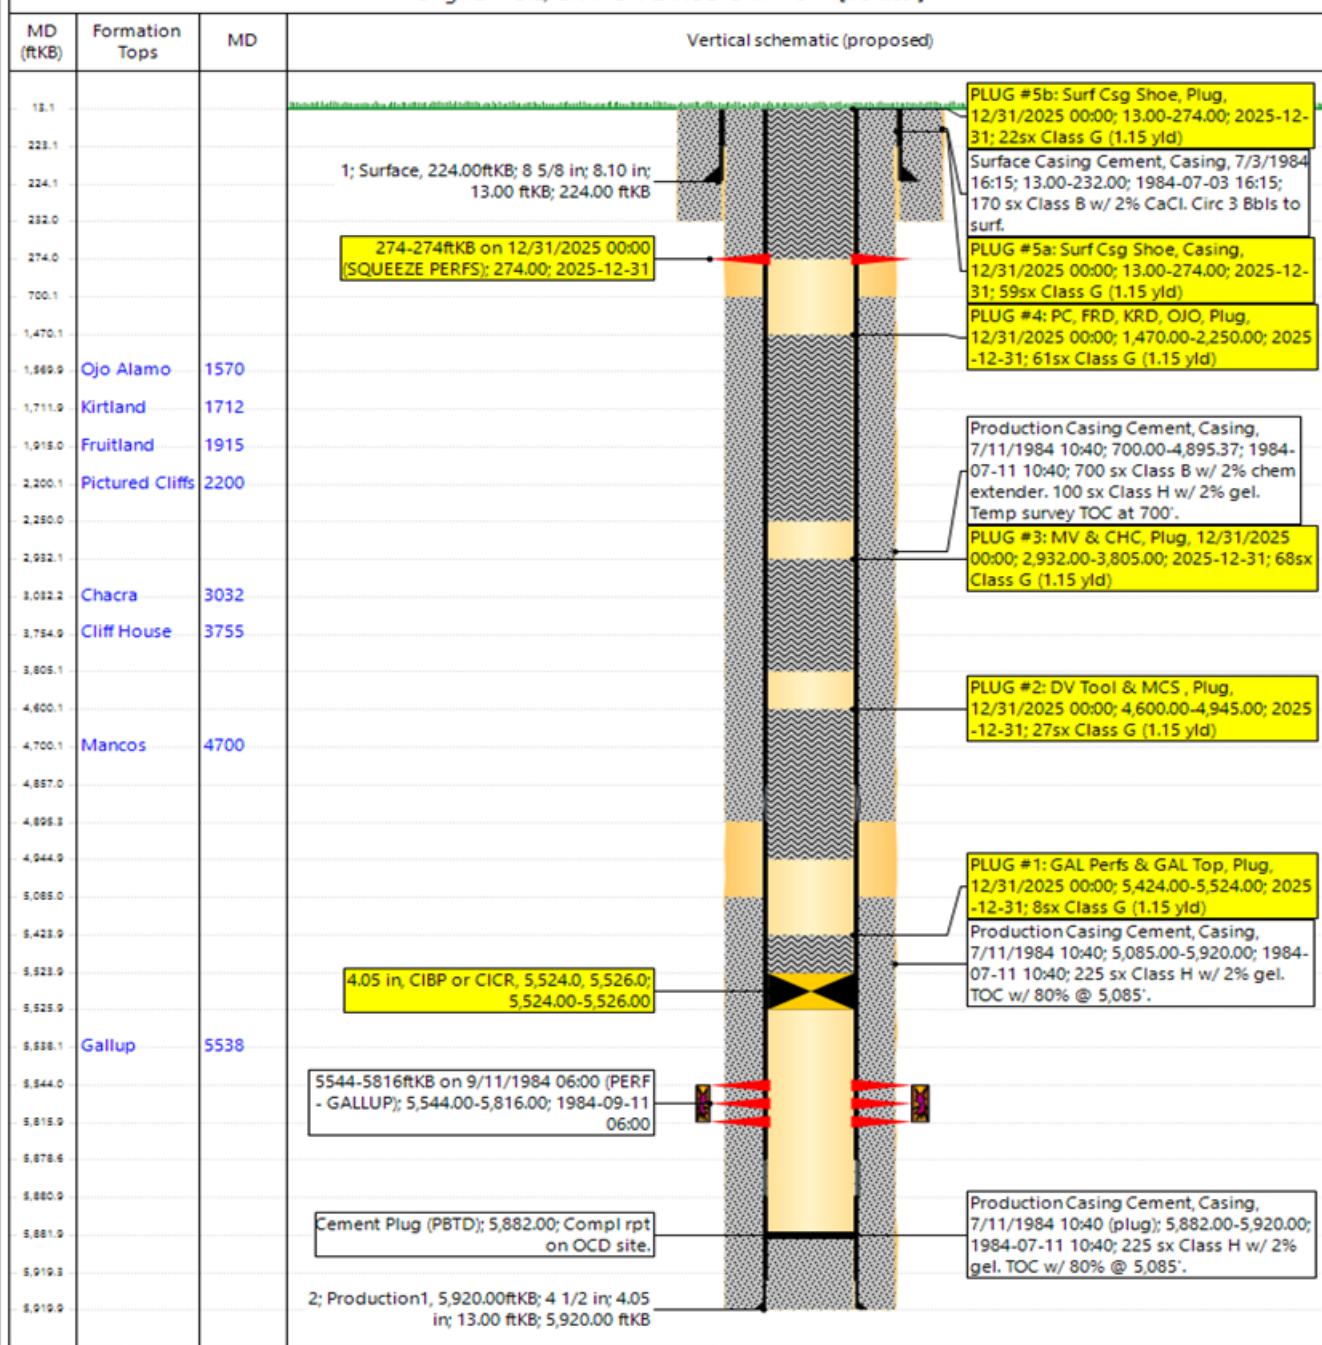 MD
(ftKB)
Formation
Tops
MD
Vertical schematic (proposed)
13.1
223.1
224.1
232.0
274.0
700.1
1,470.1
1,569.9
1,711.9
1,915.0
2,200.1
2,250.0
2,932.1
3,032.2
3,754.9
3,805.1
4,600.1
4,700.1
4,857.0
4,895.3
4,944.9
5,085.0
5,423.9
5,523.9
5,525.9
5,538.1
5,544.0
5,815.9
5,878.6
5,880.9
5,881.9
5,919.3
5,919.9
Ojo Alamo 1570
Kirtland 1712
Fruitland 1915
Pictured Cliffs 2200
Chacra 3032
Cliff House 3755
Mancos 4700
Gallup 5538
1; Surface, 224.00ftKB; 8 5/8 in; 8.10 in;
13.00 ftKB; 224.00 ftKB
274-274ftKB on 12/31/2025 00:00
(SQUEEZE PERFS); 274.00; 2025-12-31
4.05 in, CIBP or CICR, 5,524.0, 5,526.0;
5,524.00-5,526.00
5544-5816ftKB on 9/11/1984 06:00 (PERF
- GALLUP); 5,544.00-5,816.00; 1984-09-11
06:00
Cement Plug (PBTD); 5,882.00; Compl rpt
on OCD site.
2; Production1, 5,920.00ftKB; 4 1/2 in; 4.05
in; 13.00 ftKB; 5,920.00 ftKB
PLUG #5b: Surf Csg Shoe, Plug,
12/31/2025 00:00; 13.00-274.00; 2025-12-
31; 22sx Class G (1.15 yld)
Surface Casing Cement, Casing, 7/3/1984
16:15; 13.00-232.00; 1984-07-03 16:15;
170 sx Class B w/ 2% CaCl. Circ 3 Bbls to
surf.
PLUG #5a: Surf Csg Shoe, Casing,
12/31/2025 00:00; 13.00-274.00; 2025-12-
31; 59sx Class G (1.15 yld)
PLUG #4: PC, FRD, KRD, OJO, Plug,
12/31/2025 00:00; 1,470.00-2,250.00; 2025
-12-31; 61sx Class G (1.15 yld)
Production Casing Cement, Casing,
7/11/1984 10:40; 700.00-4,895.37; 1984-
07-11 10:40; 700 sx Class B w/ 2% chem
extender. 100 sx Class H w/ 2% gel.
Temp survey TOC at 700'.
PLUG #3: MV & CHC, Plug, 12/31/2025
00:00; 2,932.00-3,805.00; 2025-12-31; 68sx
Class G (1.15 yld)
PLUG #2: DV Tool & MCS , Plug,
12/31/2025 00:00; 4,600.00-4,945.00; 2025
-12-31; 27sx Class G (1.15 yld)
PLUG #1: GAL Perfs & GAL Top, Plug,
12/31/2025 00:00; 5,424.00-5,524.00; 2025
-12-31; 8sx Class G (1.15 yld)
Production Casing Cement, Casing,
7/11/1984 10:40; 5,085.00-5,920.00; 1984-
07-11 10:40; 225 sx Class H w/ 2% gel.
TOC w/ 80% @ 5,085'.
Production Casing Cement, Casing,
7/11/1984 10:40 (plug); 5,882.00-5,920.00;
1984-07-11 10:40; 225 sx Class H w/ 2%
gel. TOC w/ 80% @ 5,085'.